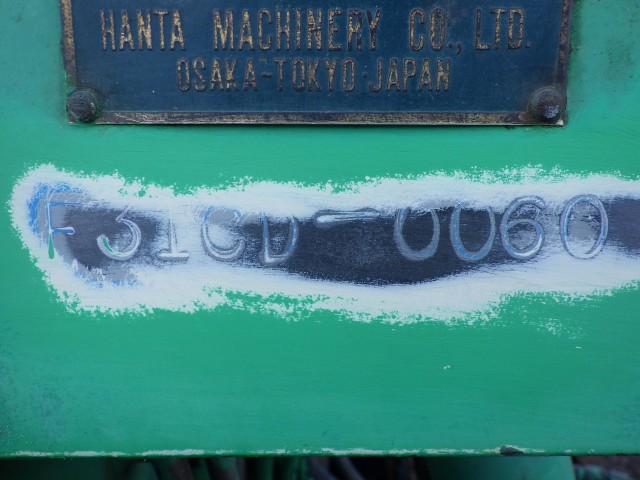 HANTA MACHINERY CO., LTD.
OSAKA-TOKYO-JAPAN
F31CD-0060